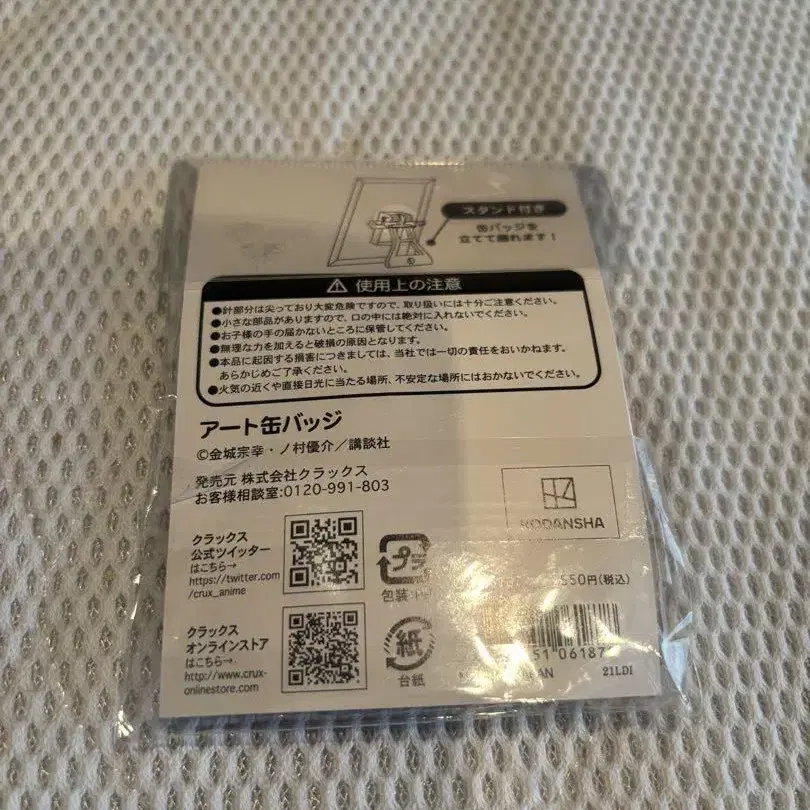 スタンド付き
缶バッジを
立てて飾れます！
使用上の注意
●針部分は尖っており大変危険ですので、取り扱いには十分ご注意ください。
●小さな部品がありますので、口の中には絶対に入れないでください。
●お子様の手の届かないところに保管してください。
●無理な力を加えると破損の原因となります。
●本品に起因する損害につきましては、当社では一切の責任をおいかねます。
あらかじめご了承ください。
●火気の近くや直接日光に当たる場所、不安定な場所にはおかないでください。
アート缶バッジ
©金城宗幸・ノ村優介／講談社
発売元 株式会社クラックス
お客様相談室:0120-991-803
KODANSHA
クラックス
公式ツイッター
はこちら→
https://twitter.com
/crux_anime
プラ
包装
550円(税込)
クラックス
オンラインストア
はこちら→
http://www.crux-
onlinestore.com
紙
台紙
51 06187
21LDI